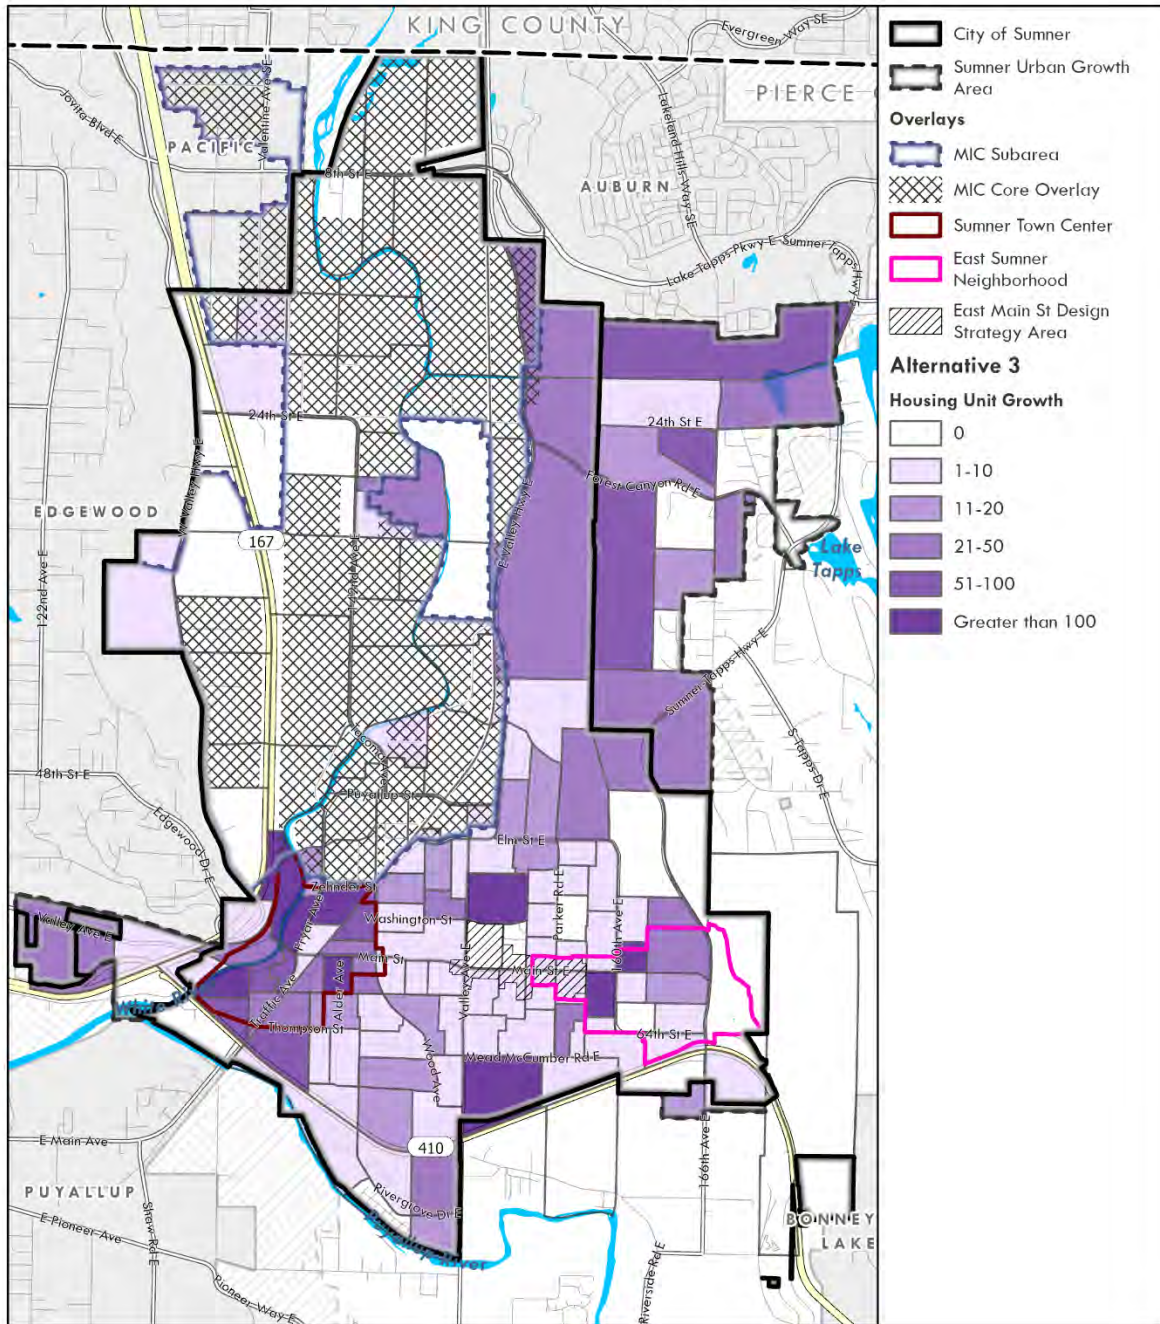 KING COUNTY
Evergreen Way SE
PIERCE C
Jovita Blvd E
Valentine Ave SE
PACIFIC
8th St E
AUBURN
Lakeland Hills Way SE
Lake Tapps Pkwy E
Sumner Tapps Hwy E
24th St E
24th St E
W Valley Hwy E
E Valley Hwy E
Forest Canyon Rd E
EDGEWOOD
167
122nd Ave E
142nd Ave E
Lake
Tapps
Sumner Tapps Hwy E
S Tapps Dr E
48th St E
Edgewood Dr E
Tacoma Ave
Puyallup St
Elm St E
Zehnder St
Valley Ave E
Fryar Ave
Washington St
Parker Rd E
160th Ave E
Main St
Main St E
Valley Ave E
Alder Ave
Traffic Ave
White Ri
Thompson St
64th St E
Wood Ave
Mead McCumber Rd E
E Main Ave
410
166th Ave E
PUYALLUP
Shaw Rd E
Rivergrove Dr E
E Pioneer Ave
Puyallup River
Pioneer Way E
Riverside Rd E
BONNEY
LAKE
City of Sumner
Sumner Urban Growth
Area
Overlays
MIC Subarea
MIC Core Overlay
Sumner Town Center
East Sumner
Neighborhood
East Main St Design
Strategy Area
Alternative 3
Housing Unit Growth
0
1-10
11-20
21-50
51-100
Greater than 100